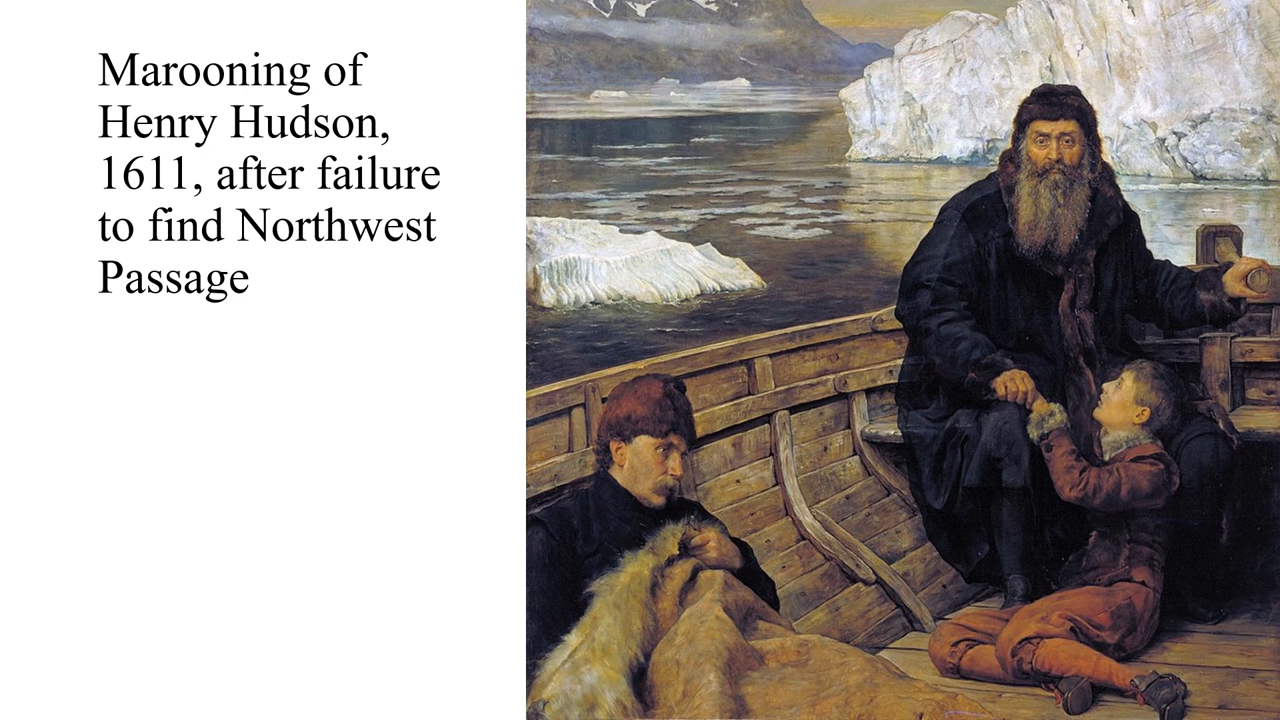 Marooning of
Henry Hudson,
1611, after failure
to find Northwest
Passage